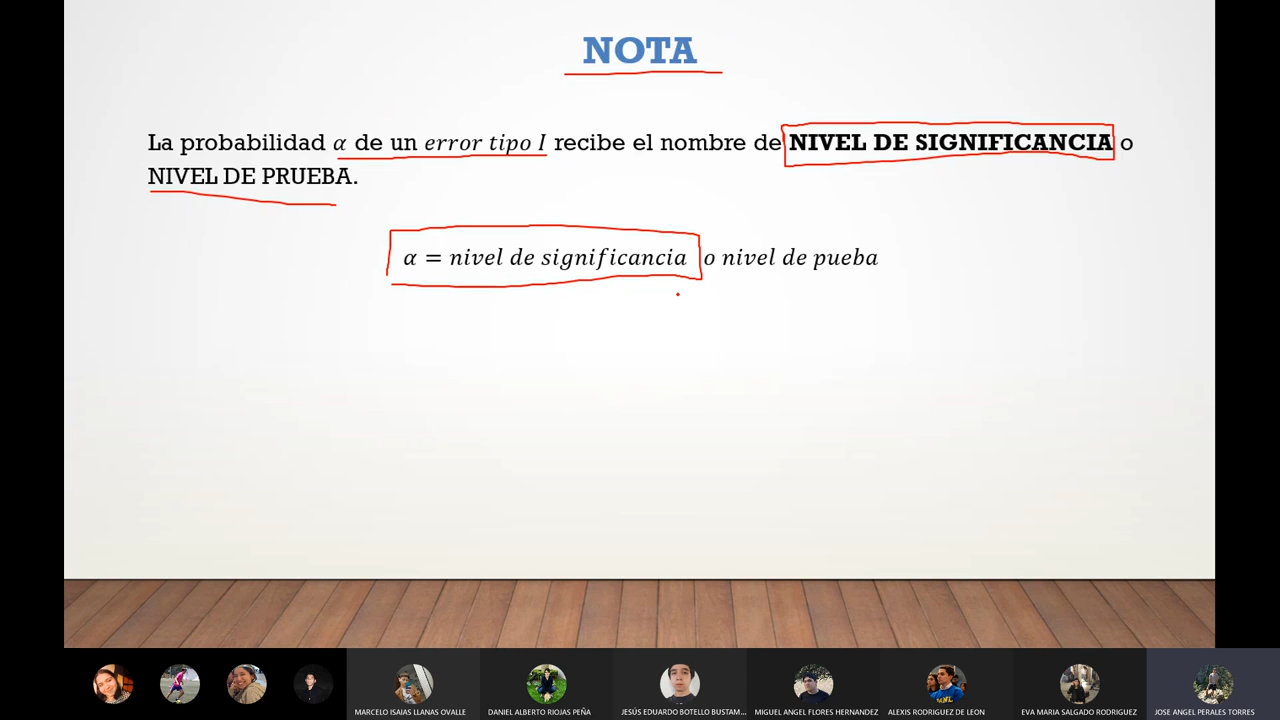 NOTA
La probabilidad α de un error tipo I recibe el nombre de NIVEL DE SIGNIFICANCIA o
NIVEL DE PRUEBA.
α = nivel de significancia o nivel de pueba
MARCELO ISAIAS LLANAS OVALLE
DANIEL ALBERTO RIOJAS PEÑA
JESÚS EDUARDO BOTELLO BUSTAM...
MIGUEL ANGEL FLORES HERNANDEZ
ALEXIS RODRIGUEZ DE LEON
EVA MARIA SALGADO RODRIGUEZ
JOSE ANGEL PERALES TORRES